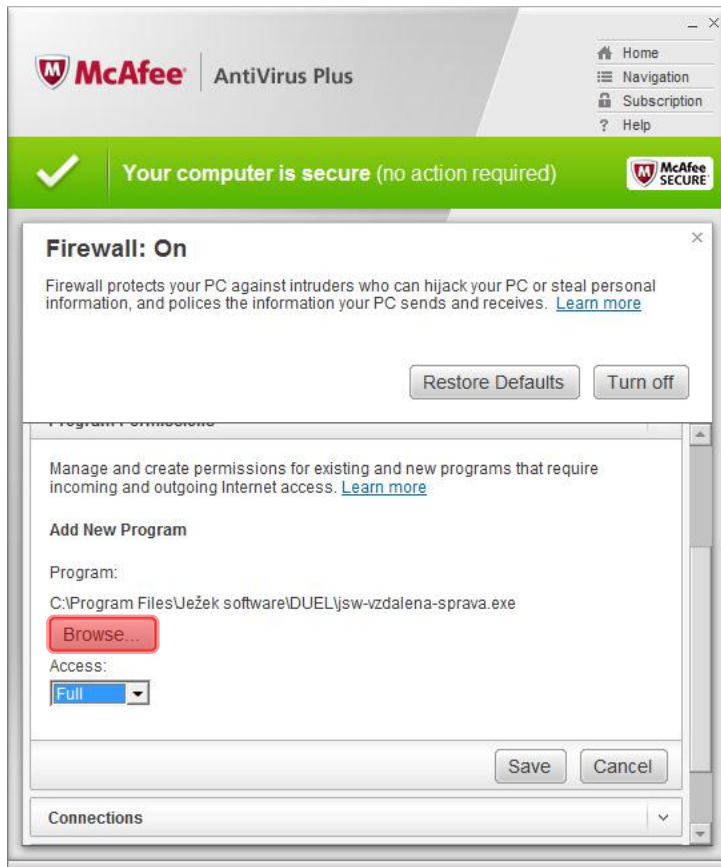 McAfee AntiVirus Plus
Home
Navigation
Subscription
? Help
Your computer is secure (no action required)
McAfee
SECURE
Firewall: On
Firewall protects your PC against intruders who can hijack your PC or steal personal
information, and polices the information your PC sends and receives. Learn more
Restore Defaults
Turn off
Program Permissions
Manage and create permissions for existing and new programs that require
incoming and outgoing Internet access. Learn more
Add New Program
Program:
C:\Program Files\Ježek software\DUEL\jsw-vzdalena-sprava.exe
Browse...
Access:
Full
Save
Cancel
Connections